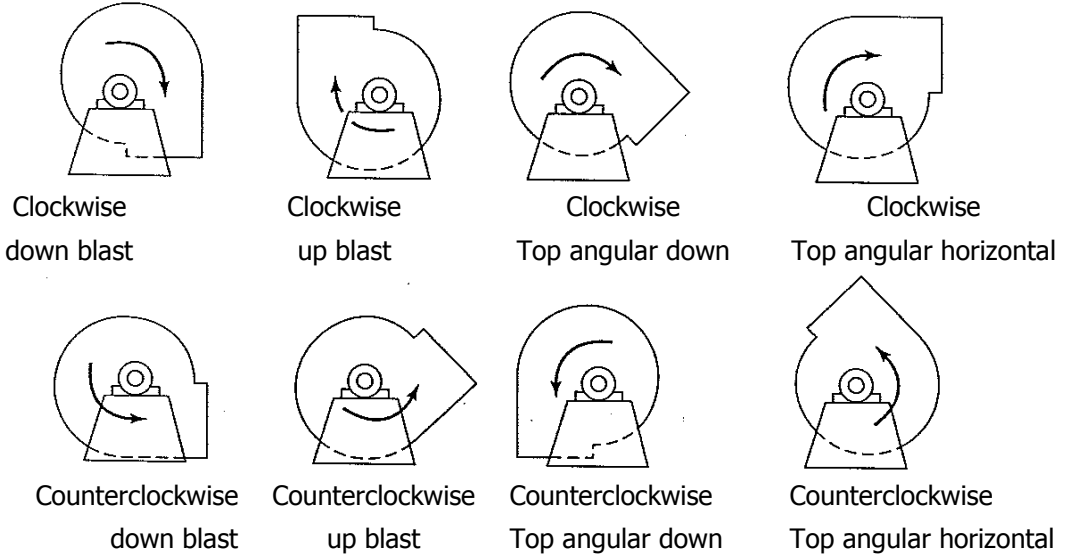 Clockwise Clockwise Clockwise Clockwise
down blast up blast Top angular down Top angular horizontal
Counterclockwise Counterclockwise Counterclockwise Counterclockwise
down blast up blast Top angular down Top angular horizontal